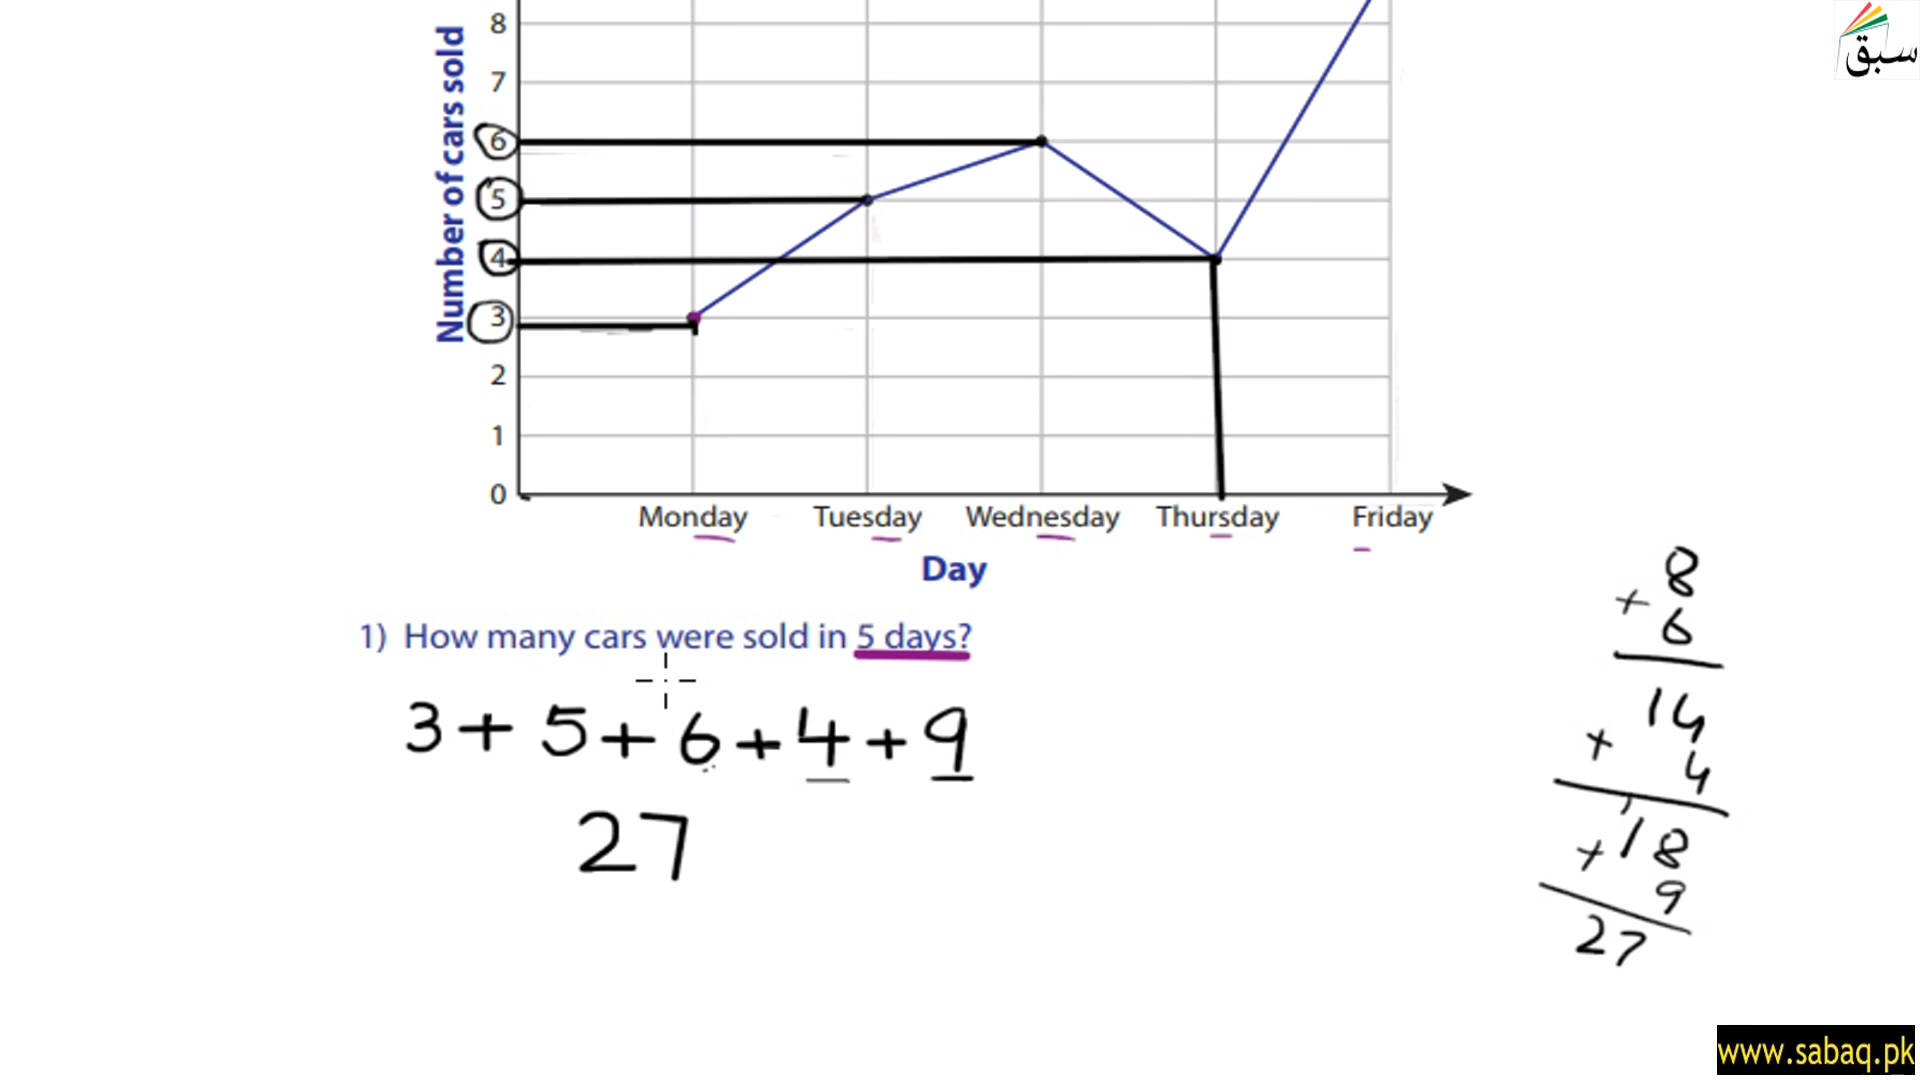 سبق
Number of cars sold
8
7
6
5
4
3
2
1
0
Monday Tuesday Wednesday Thursday Friday
Day
1) How many cars were sold in 5 days?
3 + 5 + 6 + 4 + 9
27
8
+ 6
14
+ 4
1
+ 18
9
27
www.sabaq.pk